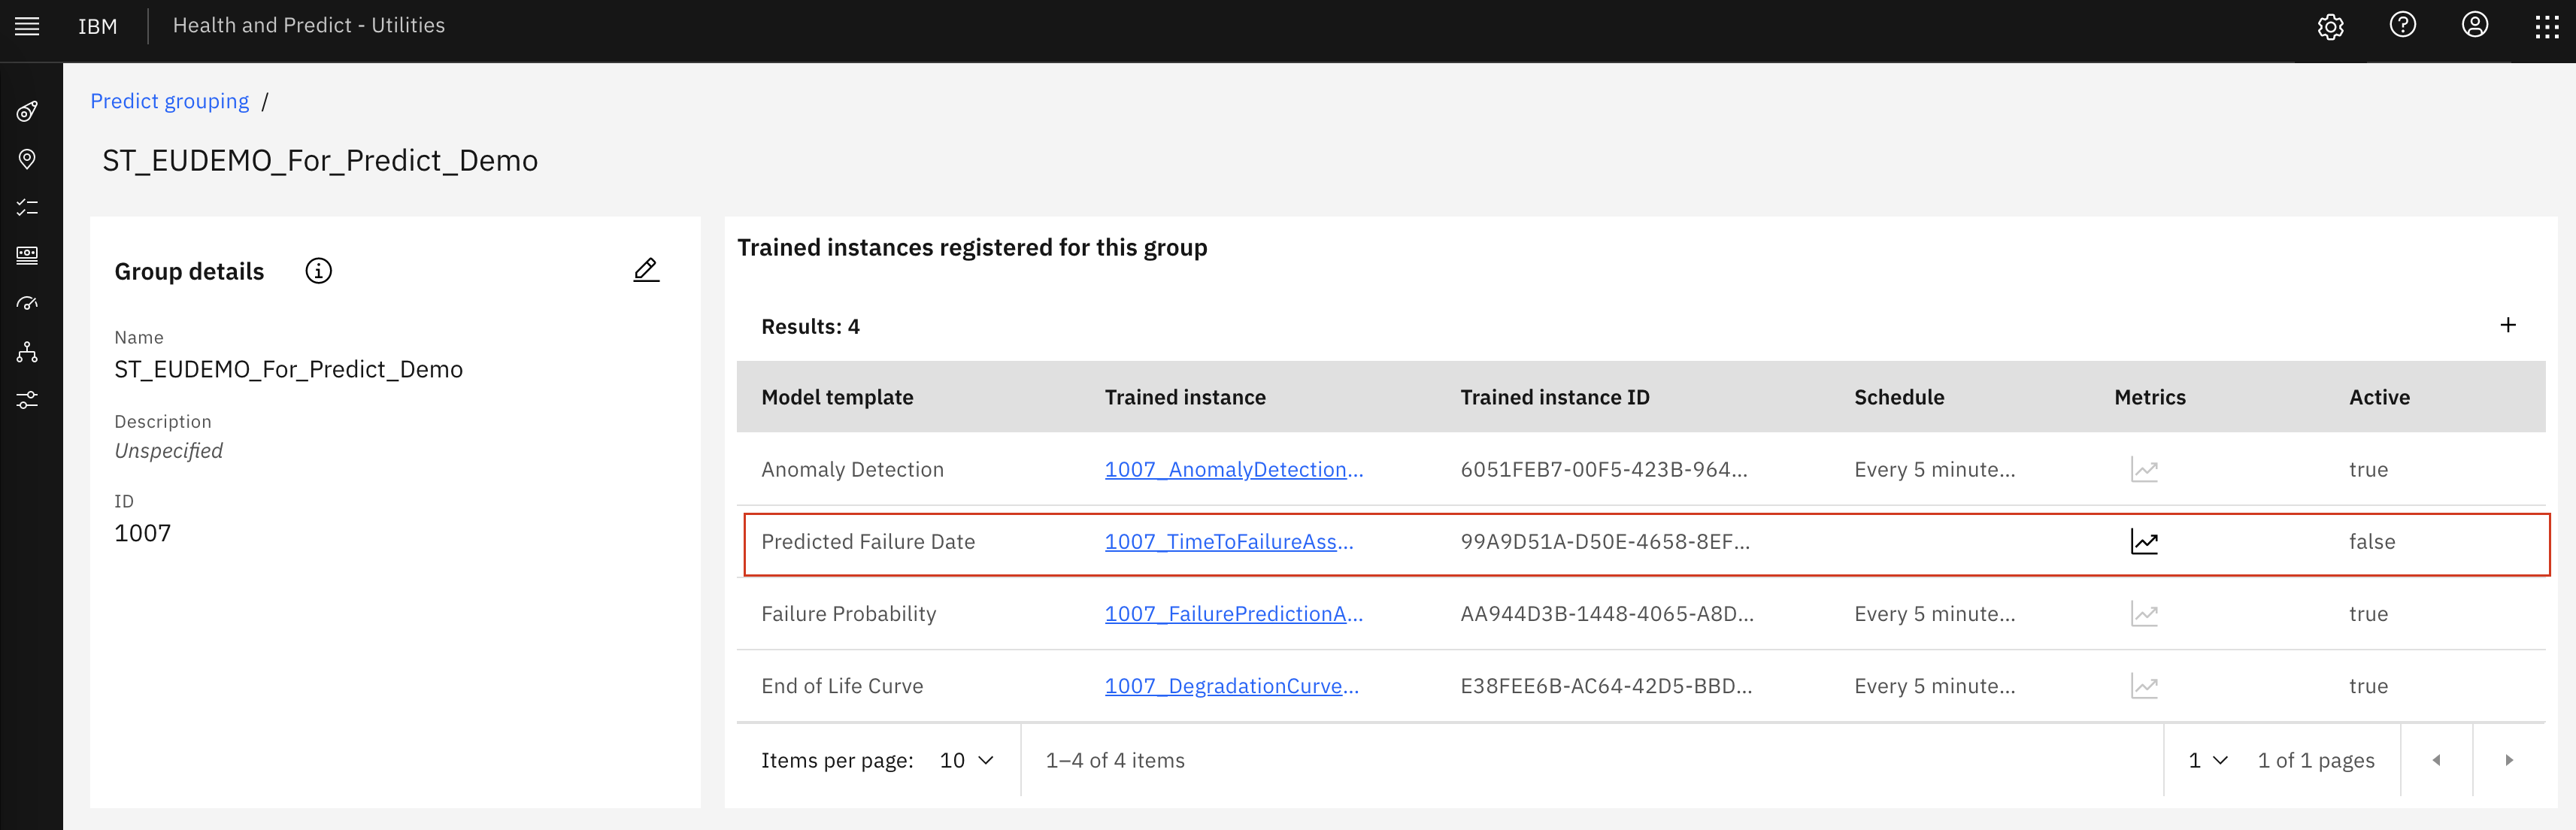 IBM Health and Predict - Utilities
Predict grouping /
ST_EUDEMO_For_Predict_Demo
Group details
Name
ST_EUDEMO_For_Predict_Demo
Description
Unspecified
ID
1007
Trained instances registered for this group
Results: 4
Model template Trained instance Trained instance ID Schedule Metrics Active
Anomaly Detection 1007_AnomalyDetection... 6051FEB7-00F5-423B-964... Every 5 minute... true
Predicted Failure Date 1007_TimeToFailureAss... 99A9D51A-D50E-4658-8EF... false
Failure Probability 1007_FailurePredictionA... AA944D3B-1448-4065-A8D... Every 5 minute... true
End of Life Curve 1007_DegradationCurve... E38FEE6B-AC64-42D5-BBD... Every 5 minute... true
Items per page: 10 1–4 of 4 items 1 1 of 1 pages